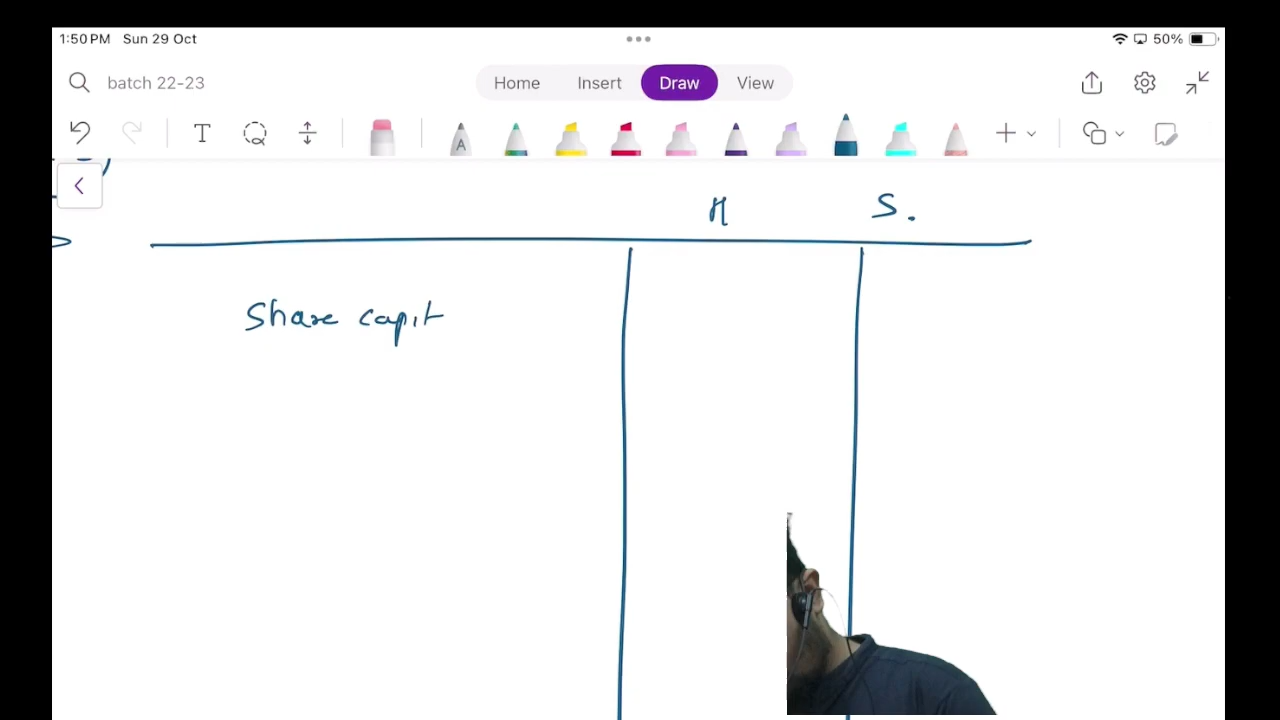 1:50 PM Sun 29 Oct 50%
batch 22-23 Home Insert Draw View
T A
H S.
Share capit